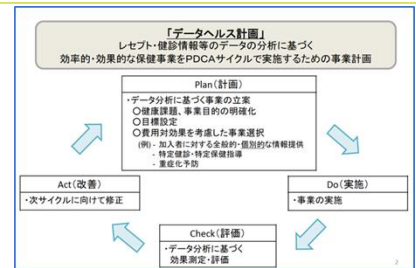 「データヘルス計画」
レセプト・健診情報等のデータの分析に基づく
効率的・効果的な保健事業をPDCAサイクルで実施するための事業計画
Plan(計画)
・データ分析に基づく事業の立案
○健康課題、事業目的の明確化
○目標設定
○費用対効果を考慮した事業選択
(例) - 加入者に対する全般的・個別的な情報提供
- 特定健診・特定保健指導
- 重症化予防
Act(改善)
・次サイクルに向けて修正
Do(実施)
・事業の実施
Check(評価)
・データ分析に基づく
効果測定・評価
2